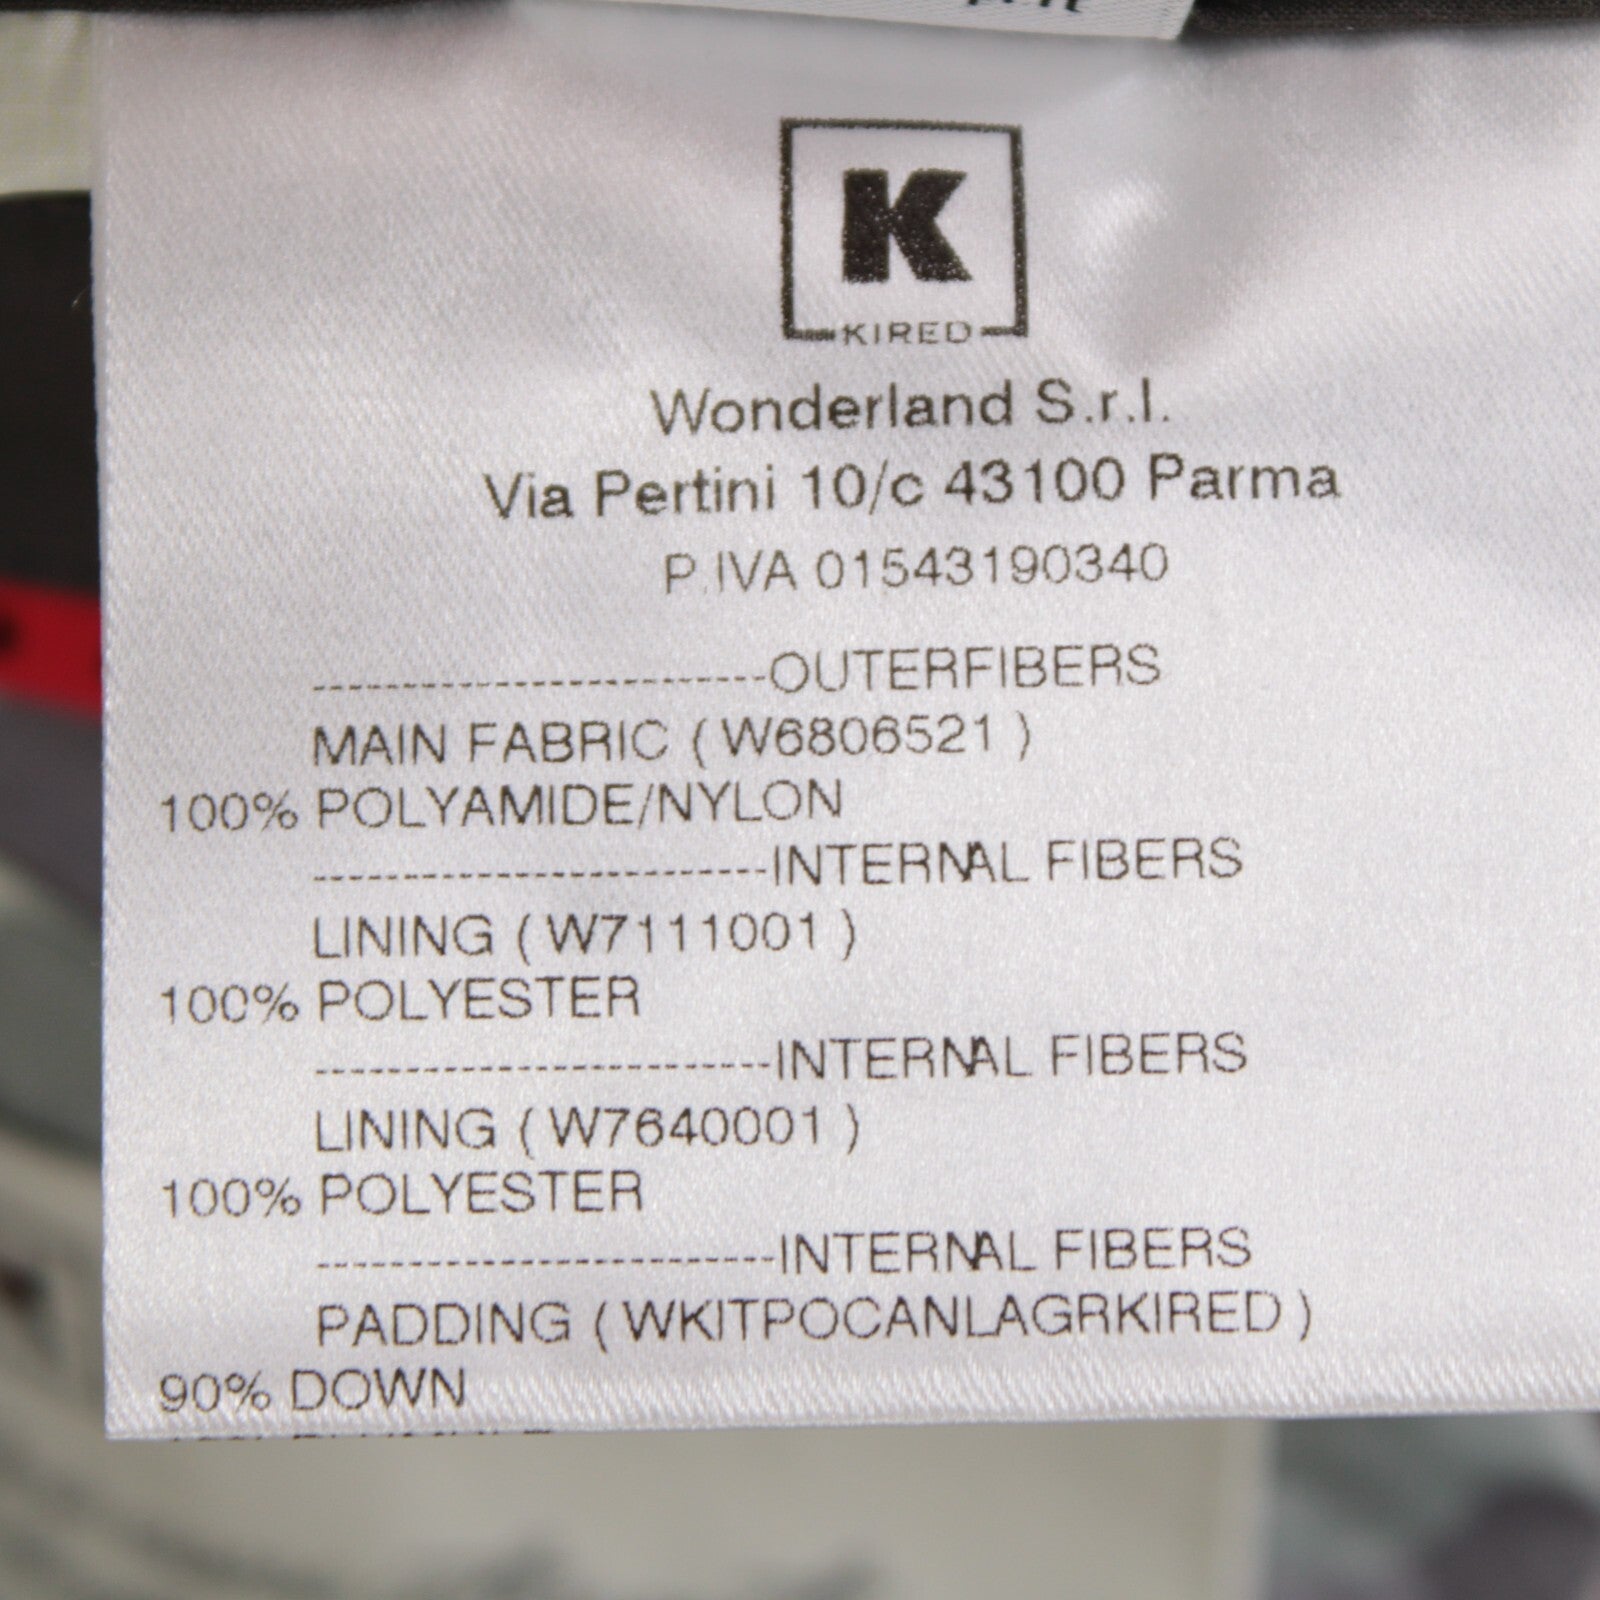 K
KIRED
Wonderland S.r.l.
Via Pertini 10/c 43100 Parma
P.IVA 01543190340
-------------------------OUTERFIBERS
MAIN FABRIC ( W6806521 )
100% POLYAMIDE/NYLON
-------------------------INTERNAL FIBERS
LINING ( W7111001 )
100% POLYESTER
-------------------------INTERNAL FIBERS
LINING ( W7640001 )
100% POLYESTER
-------------------------INTERNAL FIBERS
PADDING ( WKITPOCANLAGRKIRED )
90% DOWN